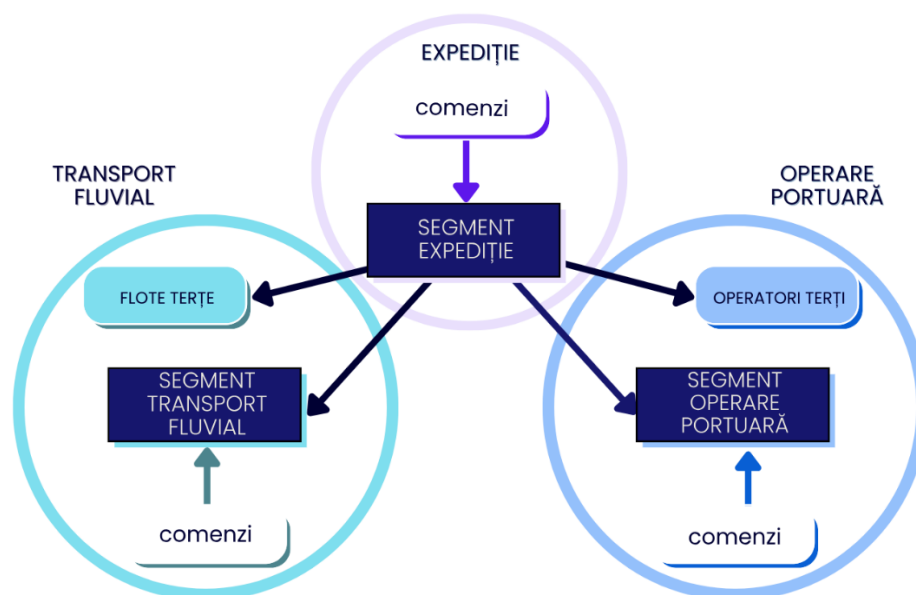 EXPEDIȚIE
comenzi
TRANSPORT
FLUVIAL
OPERARE
PORTUARĂ
SEGMENT
EXPEDIȚIE
FLOTE TERȚE
OPERATORI TERȚI
SEGMENT
TRANSPORT
FLUVIAL
SEGMENT
OPERARE
PORTUARĂ
comenzi
comenzi